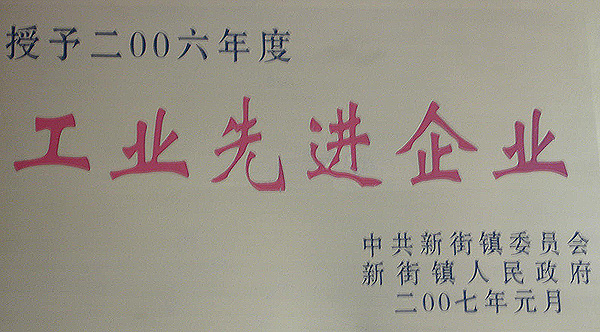 授予二00六年度
工业先进企业
中共新街镇委员会
新街镇人民政府
二00七年元月